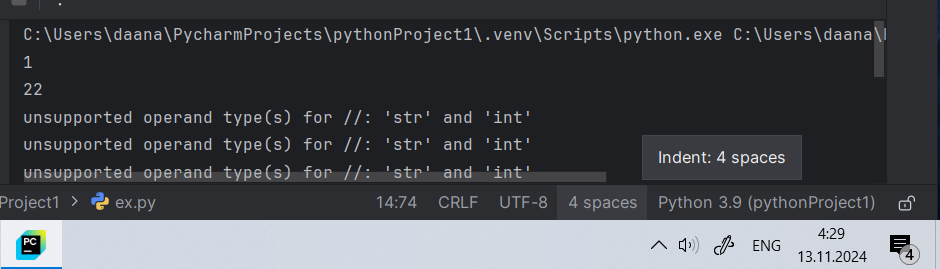 C:\Users\daana\PycharmProjects\pythonProject1\.venv\Scripts\python.exe C:\Users\daana\
1
22
unsupported operand type(s) for //: 'str' and 'int'
unsupported operand type(s) for //: 'str' and 'int'
unsupported operand type(s) for //: 'str' and 'int'
Indent: 4 spaces
Project1 > ex.py 14:74 CRLF UTF-8 4 spaces Python 3.9 (pythonProject1)
PC ENG 4:29
13.11.2024 4